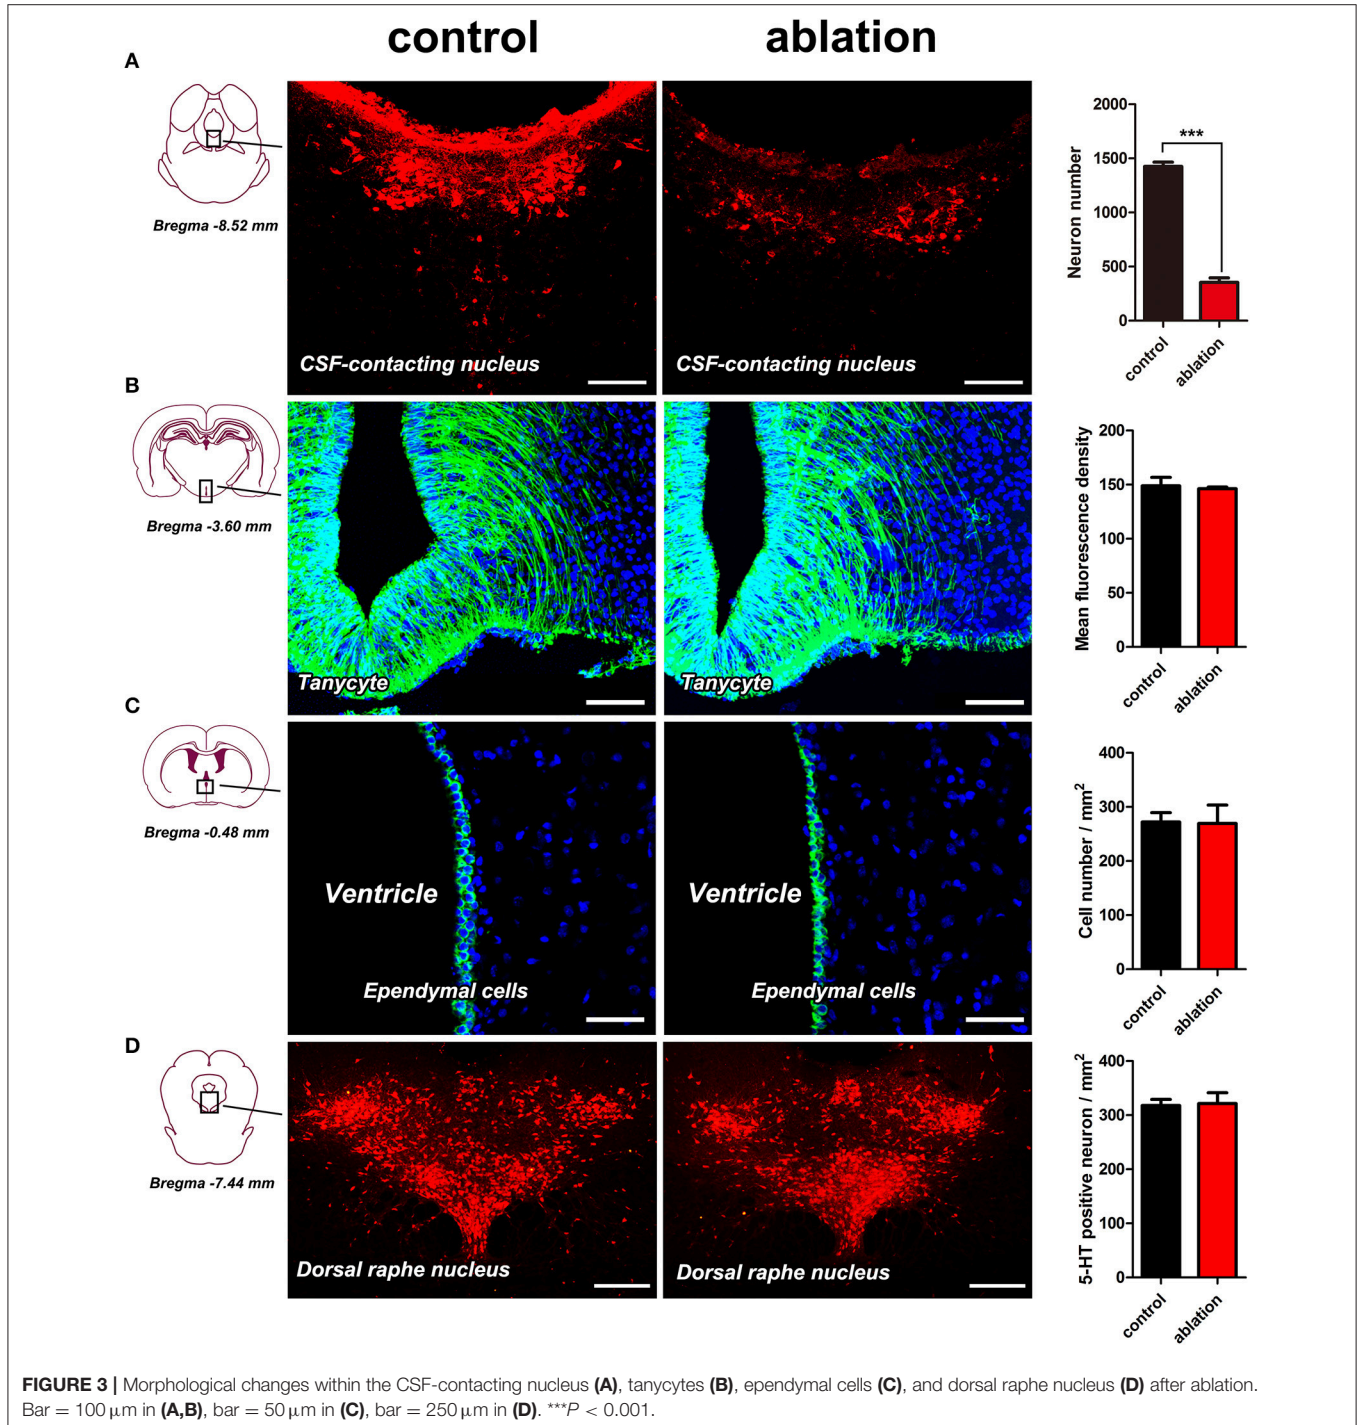 control ablation
A
Bregma -8.52 mm
CSF-contacting nucleus
CSF-contacting nucleus
Neuron number
2000
1500
1000
500
0
***
control
ablation
B
Bregma -3.60 mm
Tanycyte
Tanycyte
Mean fluorescence density
200
150
100
50
0
control
ablation
C
Bregma -0.48 mm
Ventricle
Ependymal cells
Ventricle
Ependymal cells
Cell number / mm²
400
300
200
100
0
control
ablation
D
Bregma -7.44 mm
Dorsal raphe nucleus
Dorsal raphe nucleus
5-HT positive neuron / mm²
400
300
200
100
0
control
ablation
FIGURE 3 | Morphological changes within the CSF-contacting nucleus (A), tanycytes (B), ependymal cells (C), and dorsal raphe nucleus (D) after ablation.
Bar = 100 μm in (A,B), bar = 50 μm in (C), bar = 250 μm in (D). ***P < 0.001.